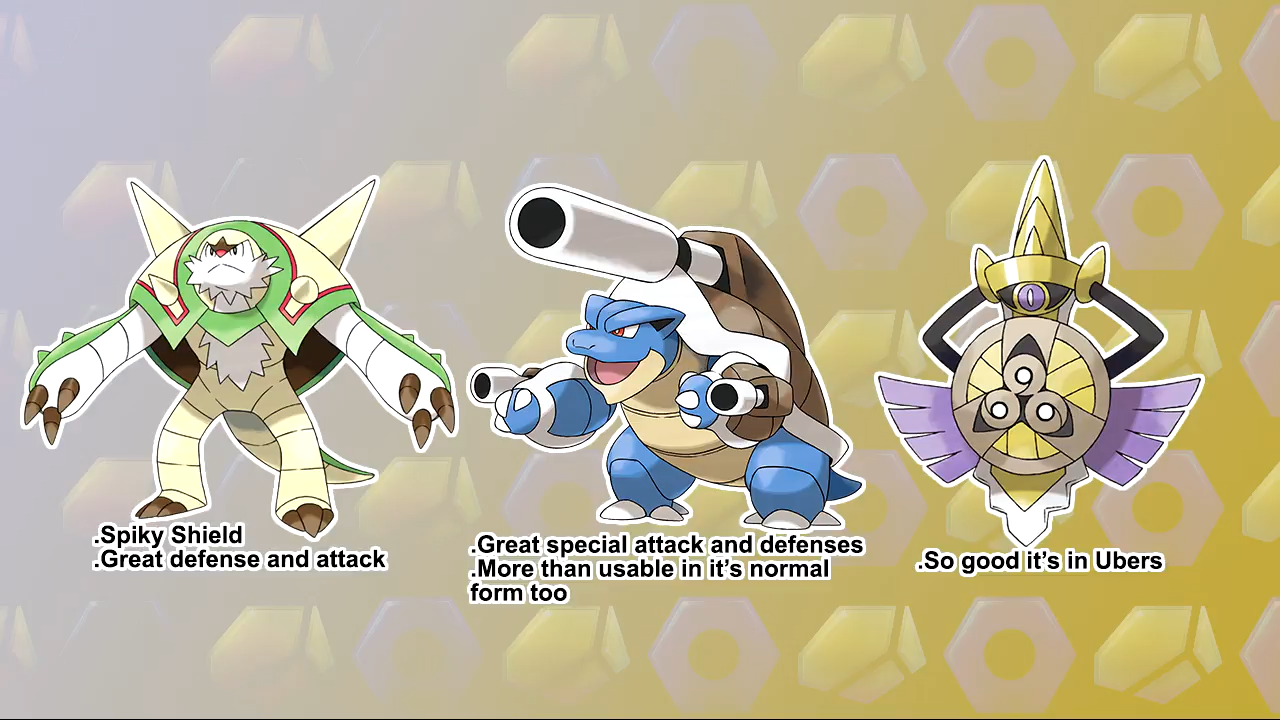 .Spiky Shield
.Great defense and attack
.Great special attack and defenses
.More than usable in it's normal
form too
.So good it's in Ubers